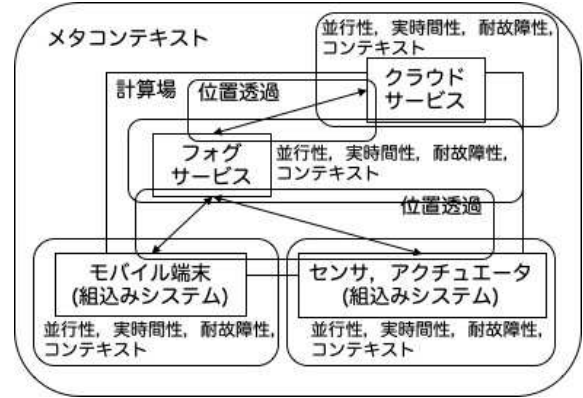 メタコンテキスト
並行性，実時間性，耐故障性，
コンテキスト
クラウド
サービス
計算場
位置透過
フォグ
サービス
並行性，実時間性，耐故障性，
コンテキスト
位置透過
モバイル端末
(組込みシステム)
並行性，実時間性，耐故障性，
コンテキスト
センサ，アクチュエータ
(組込みシステム)
並行性，実時間性，耐故障性，
コンテキスト